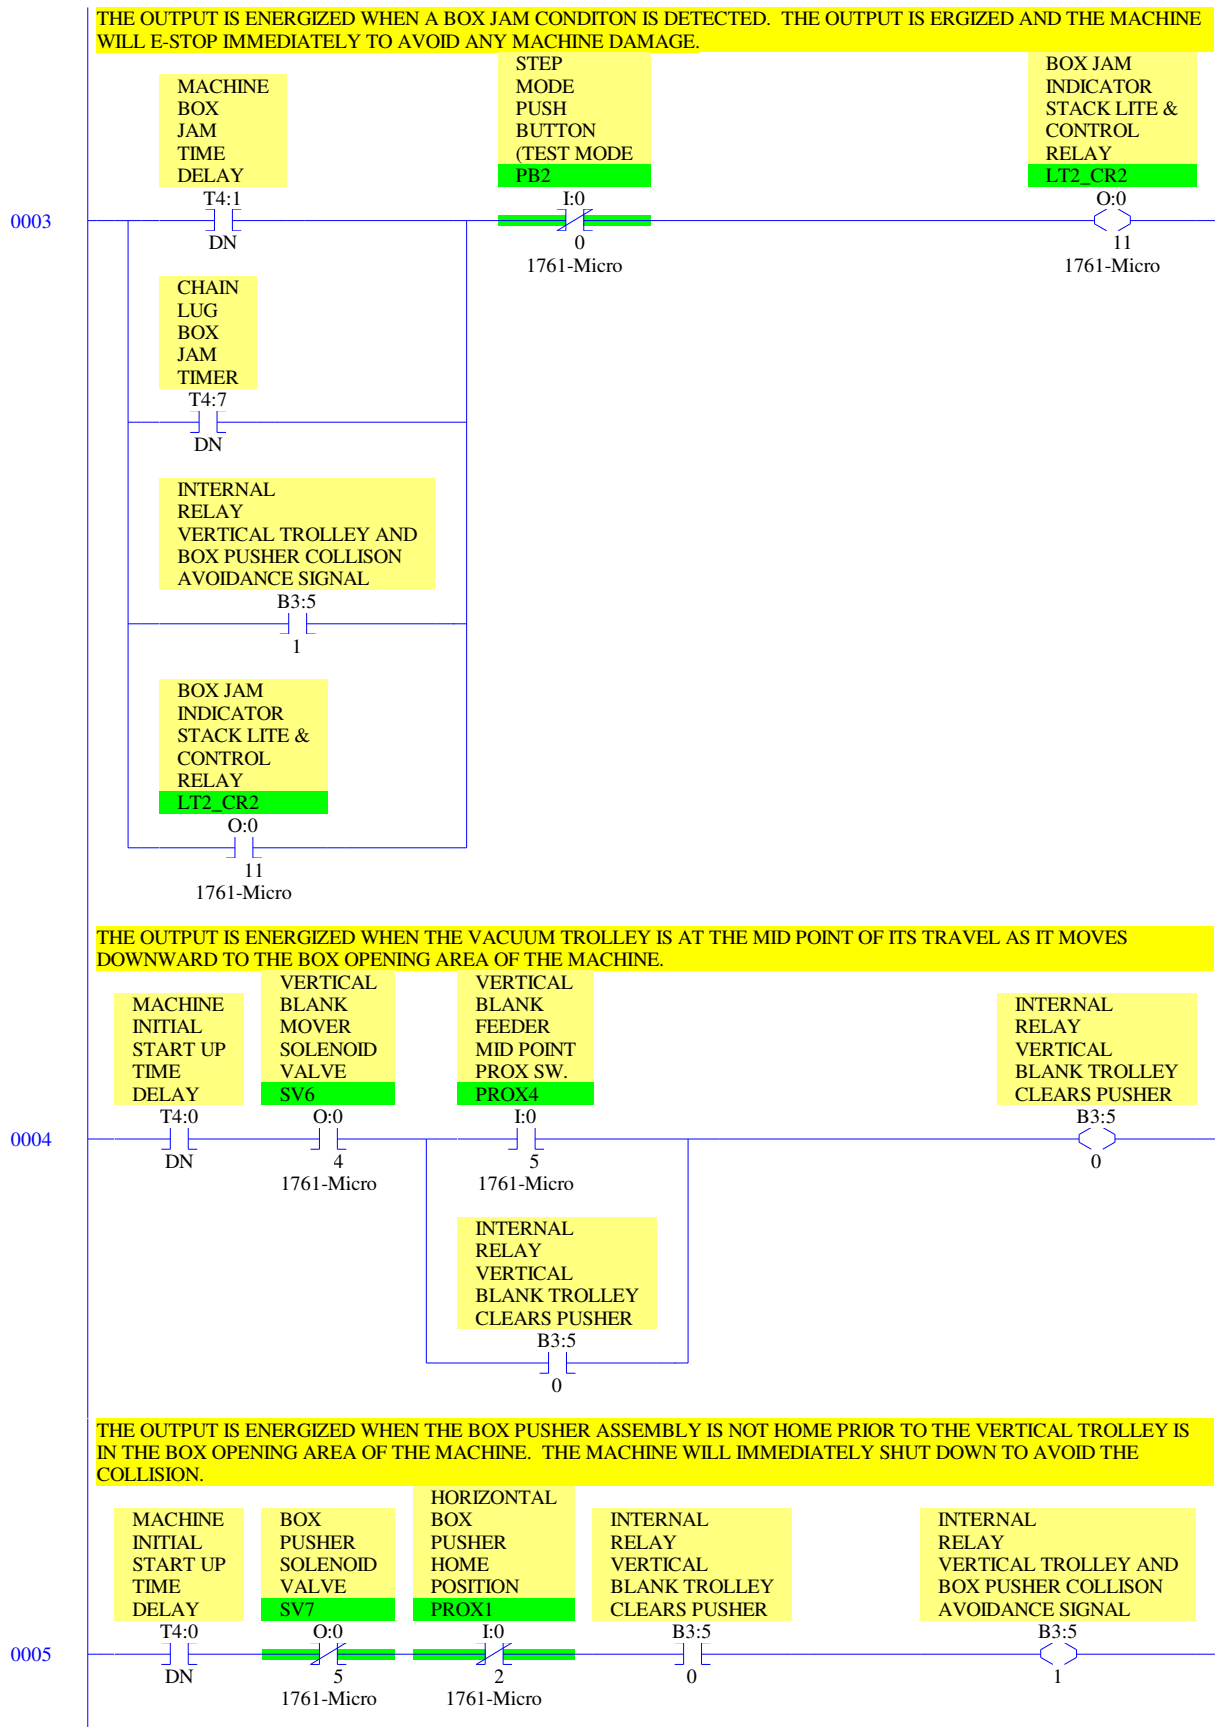 THE OUTPUT IS ENERGIZED WHEN A BOX JAM CONDITON IS DETECTED. THE OUTPUT IS ERGIZED AND THE MACHINE
WILL E-STOP IMMEDIATELY TO AVOID ANY MACHINE DAMAGE.
MACHINE
BOX
JAM
TIME
DELAY
T4:1
DN
STEP
MODE
PUSH
BUTTON
(TEST MODE
PB2
I:0
0
1761-Micro
BOX JAM
INDICATOR
STACK LITE &
CONTROL
RELAY
LT2_CR2
O:0
11
1761-Micro
0003
CHAIN
LUG
BOX
JAM
TIMER
T4:7
DN
INTERNAL
RELAY
VERTICAL TROLLEY AND
BOX PUSHER COLLISON
AVOIDANCE SIGNAL
B3:5
1
BOX JAM
INDICATOR
STACK LITE &
CONTROL
RELAY
LT2_CR2
O:0
11
1761-Micro
THE OUTPUT IS ENERGIZED WHEN THE VACUUM TROLLEY IS AT THE MID POINT OF ITS TRAVEL AS IT MOVES
DOWNWARD TO THE BOX OPENING AREA OF THE MACHINE.
MACHINE
INITIAL
START UP
TIME
DELAY
T4:0
DN
VERTICAL
BLANK
MOVER
SOLENOID
VALVE
SV6
O:0
4
1761-Micro
VERTICAL
BLANK
FEEDER
MID POINT
PROX SW.
PROX4
I:0
5
1761-Micro
INTERNAL
RELAY
VERTICAL
BLANK TROLLEY
CLEARS PUSHER
B3:5
0
0004
INTERNAL
RELAY
VERTICAL
BLANK TROLLEY
CLEARS PUSHER
B3:5
0
THE OUTPUT IS ENERGIZED WHEN THE BOX PUSHER ASSEMBLY IS NOT HOME PRIOR TO THE VERTICAL TROLLEY IS
IN THE BOX OPENING AREA OF THE MACHINE. THE MACHINE WILL IMMEDIATELY SHUT DOWN TO AVOID THE
COLLISION.
MACHINE
INITIAL
START UP
TIME
DELAY
T4:0
DN
BOX
PUSHER
SOLENOID
VALVE
SV7
O:0
5
1761-Micro
HORIZONTAL
BOX
PUSHER
HOME
POSITION
PROX1
I:0
2
1761-Micro
INTERNAL
RELAY
VERTICAL
BLANK TROLLEY
CLEARS PUSHER
B3:5
0
INTERNAL
RELAY
VERTICAL TROLLEY AND
BOX PUSHER COLLISON
AVOIDANCE SIGNAL
B3:5
1
0005